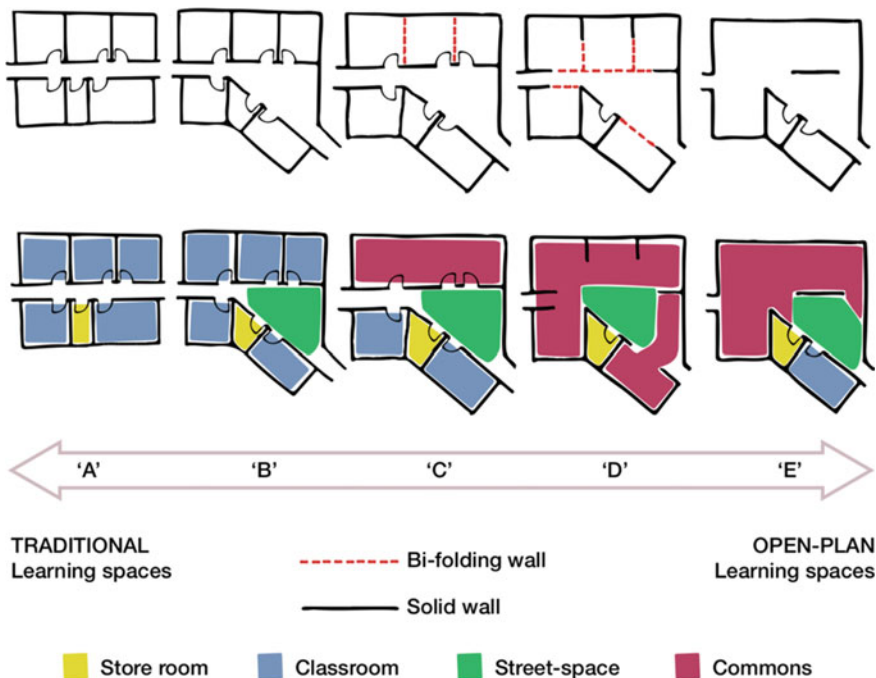 'A' 'B' 'C' 'D' 'E'
TRADITIONAL
Learning spaces
Bi-folding wall
Solid wall
OPEN-PLAN
Learning spaces
Store room Classroom Street-space Commons